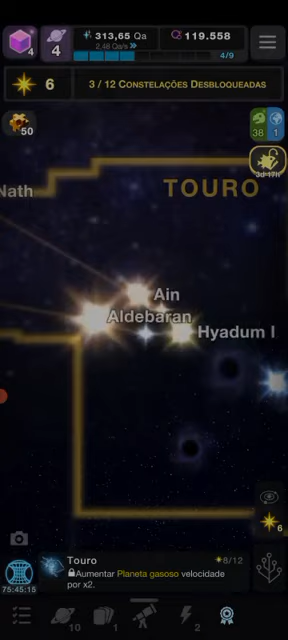 4
4
313,65 Qa
2,48 Qa/s
119.558
4/9
6
3 / 12 CONSTELAÇÕES DESBLOQUEADAS
50
38
1
3d 17h
Nath
TOURO
Ain
Aldebaran
Hyadum I
6
Touro
8/12
Aumentar Planeta gasoso velocidade
por x2.
75:45:15
10
1
2